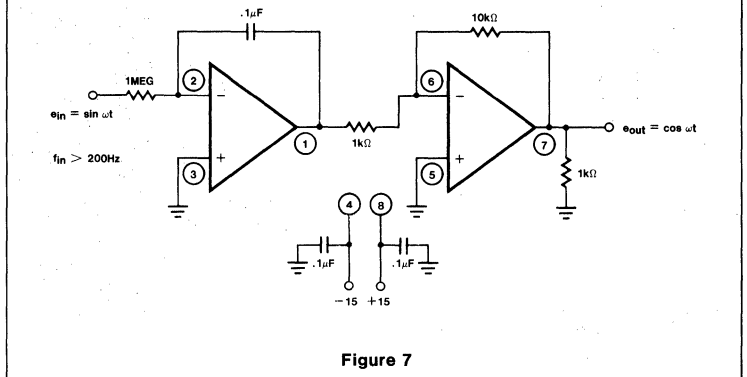 .1µF
10kΩ
1MEG
2
6
−
−
ein = sin ωt
eout = cos ωt
1
1kΩ
7
fin > 200Hz
+
+
1kΩ
3
5
4
8
.1µF
.1µF
−15
+15
Figure 7